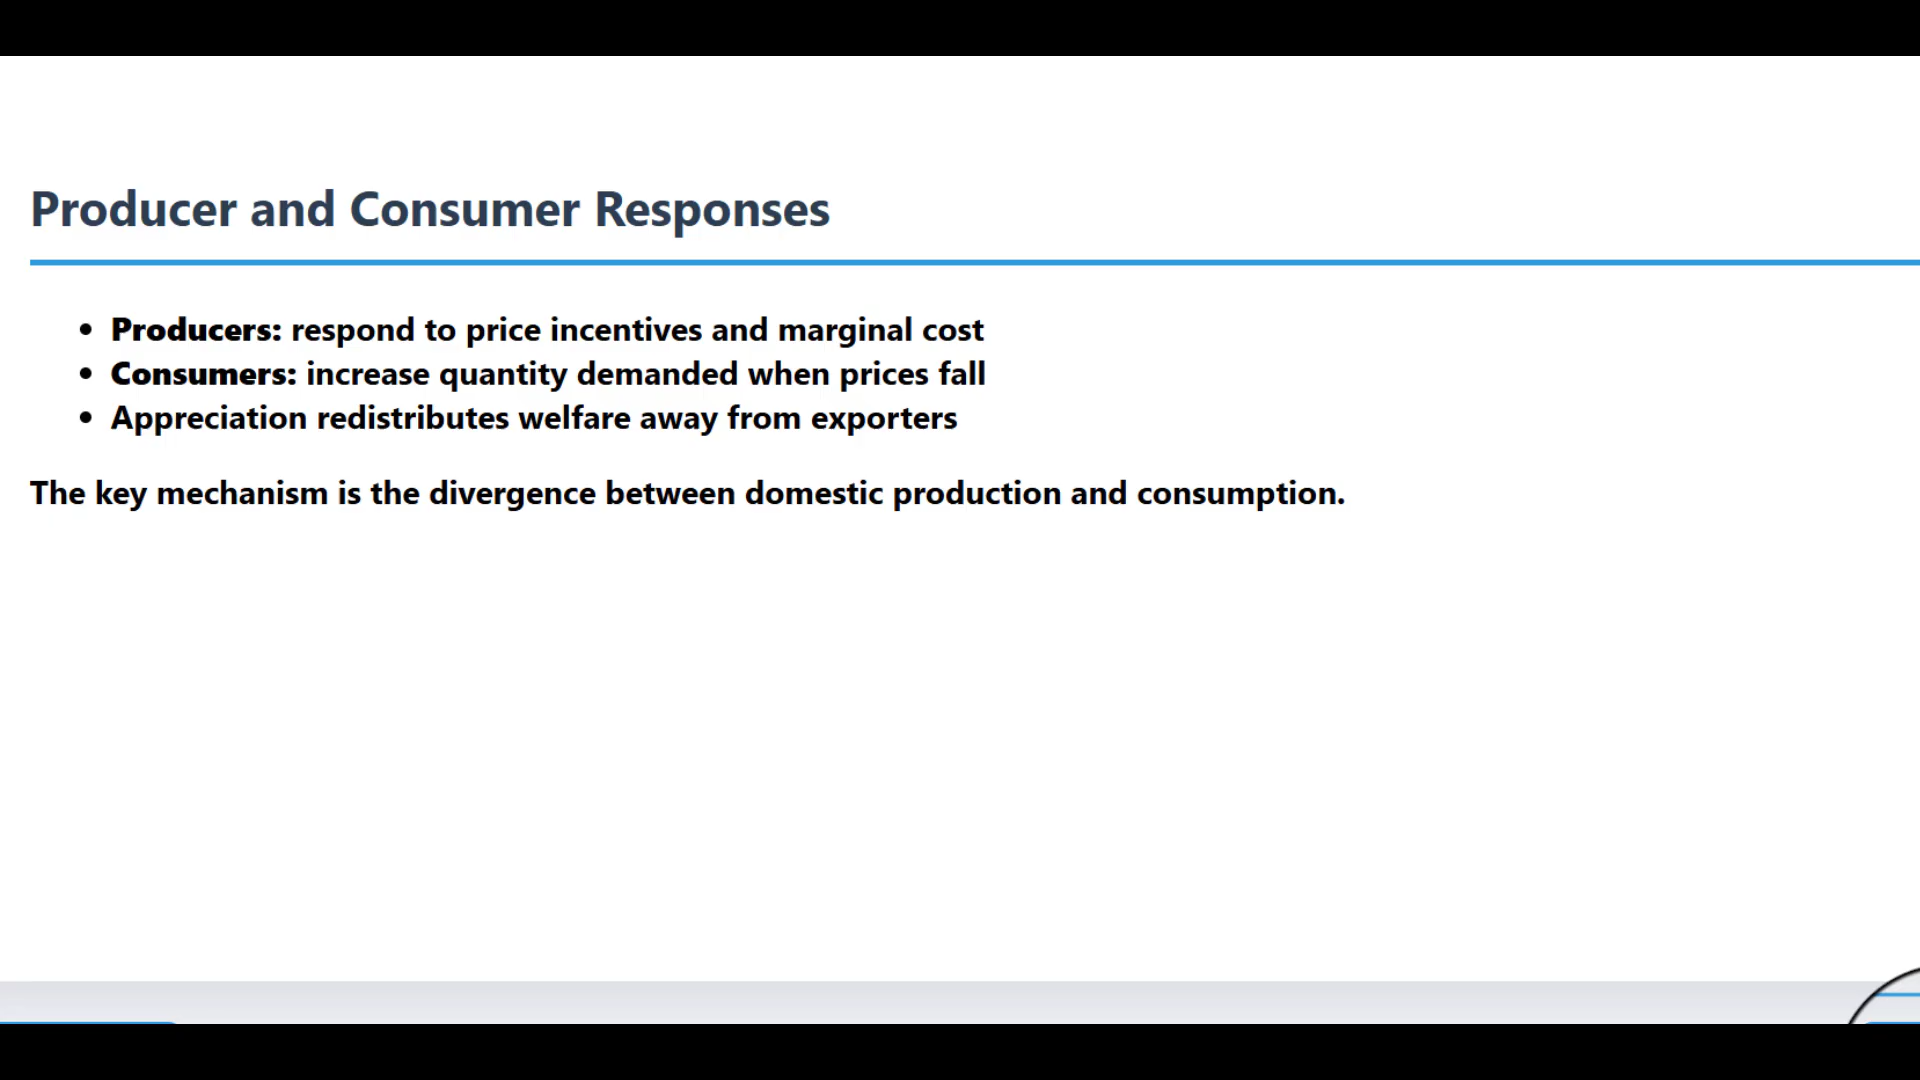 Producer and Consumer Responses
Producers: respond to price incentives and marginal cost
Consumers: increase quantity demanded when prices fall
Appreciation redistributes welfare away from exporters
The key mechanism is the divergence between domestic production and consumption.